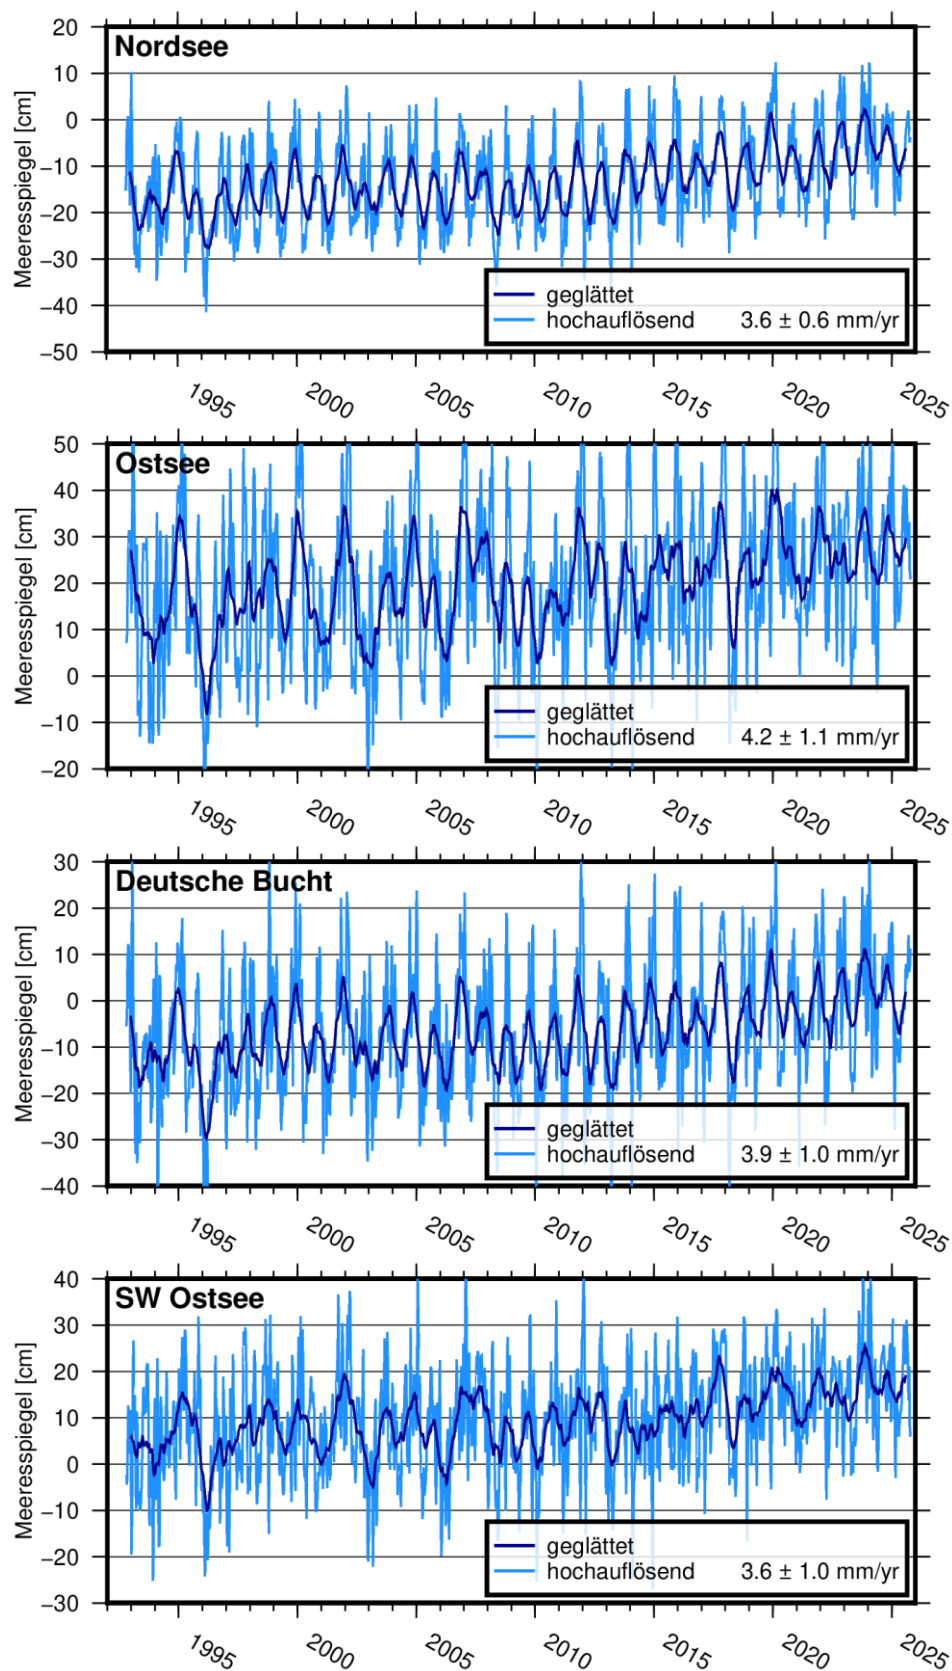 20
Nordsee
10
0
−10
−20
−30
−40
−50
Meeresspiegel [cm]
geglättet
hochauflösend 3.6 ± 0.6 mm/yr
1995 2000 2005 2010 2015 2020 2025
50
Ostsee
40
30
20
10
0
−10
−20
Meeresspiegel [cm]
geglättet
hochauflösend 4.2 ± 1.1 mm/yr
1995 2000 2005 2010 2015 2020 2025
30
Deutsche Bucht
20
10
0
−10
−20
−30
−40
Meeresspiegel [cm]
geglättet
hochauflösend 3.9 ± 1.0 mm/yr
1995 2000 2005 2010 2015 2020 2025
40
SW Ostsee
30
20
10
0
−10
−20
−30
Meeresspiegel [cm]
geglättet
hochauflösend 3.6 ± 1.0 mm/yr
1995 2000 2005 2010 2015 2020 2025